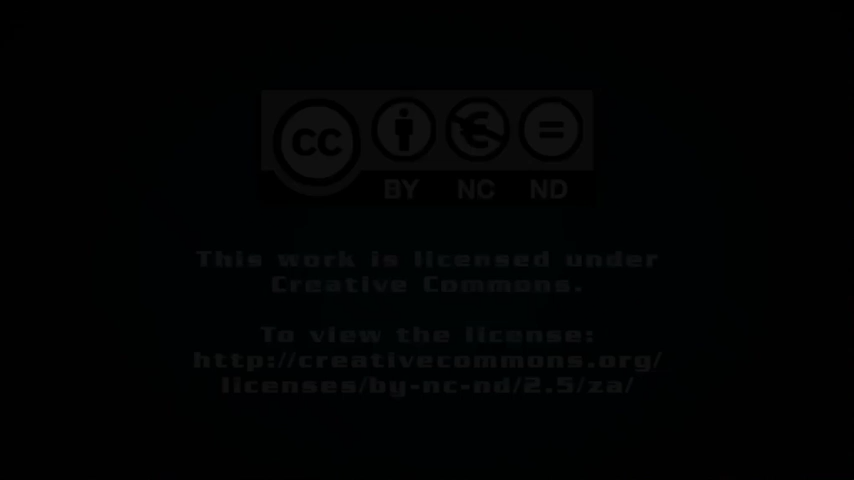 cc
BY NC ND
This work is licensed under
Creative Commons.
To view the license:
http://creativecommons.org/
licenses/by-nc-nd/2.5/za/